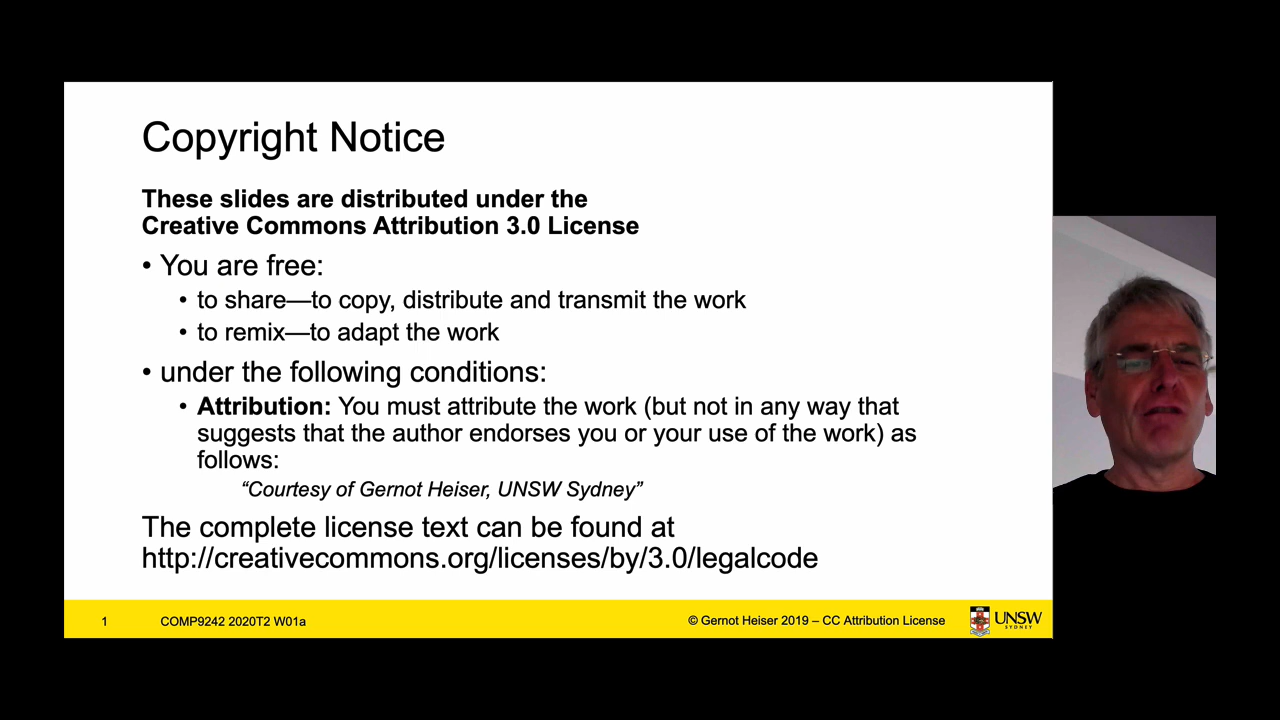 Copyright Notice
These slides are distributed under the
Creative Commons Attribution 3.0 License
• You are free:
• to share—to copy, distribute and transmit the work
• to remix—to adapt the work
• under the following conditions:
• Attribution: You must attribute the work (but not in any way that
suggests that the author endorses you or your use of the work) as
follows:
“Courtesy of Gernot Heiser, UNSW Sydney”
The complete license text can be found at
http://creativecommons.org/licenses/by/3.0/legalcode
1 COMP9242 2020T2 W01a © Gernot Heiser 2019 – CC Attribution License UNSW
SYDNEY